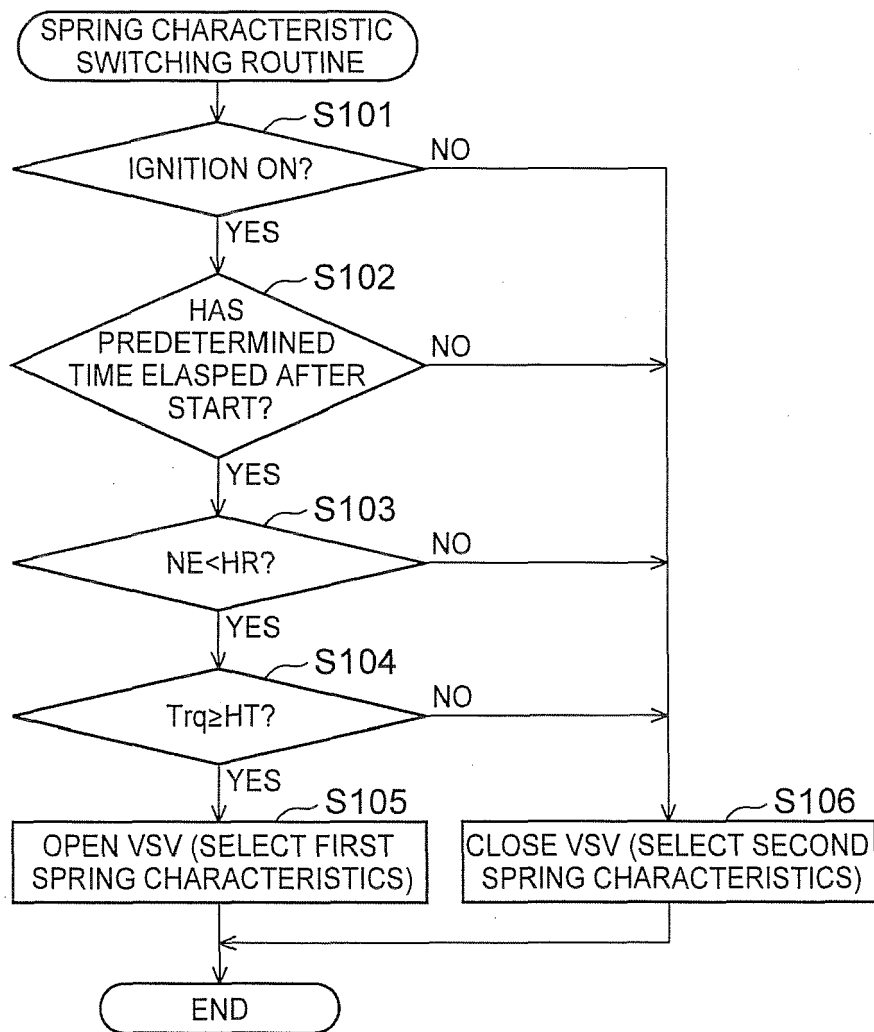 SPRING CHARACTERISTIC
SWITCHING ROUTINE
S101
IGNITION ON?
NO
YES
S102
HAS
PREDETERMINED
TIME ELASPED AFTER
START?
NO
YES
S103
NE<HR?
NO
YES
S104
Trq≥HT?
NO
YES
S105
OPEN VSV (SELECT FIRST
SPRING CHARACTERISTICS)
S106
CLOSE VSV (SELECT SECOND
SPRING CHARACTERISTICS)
END